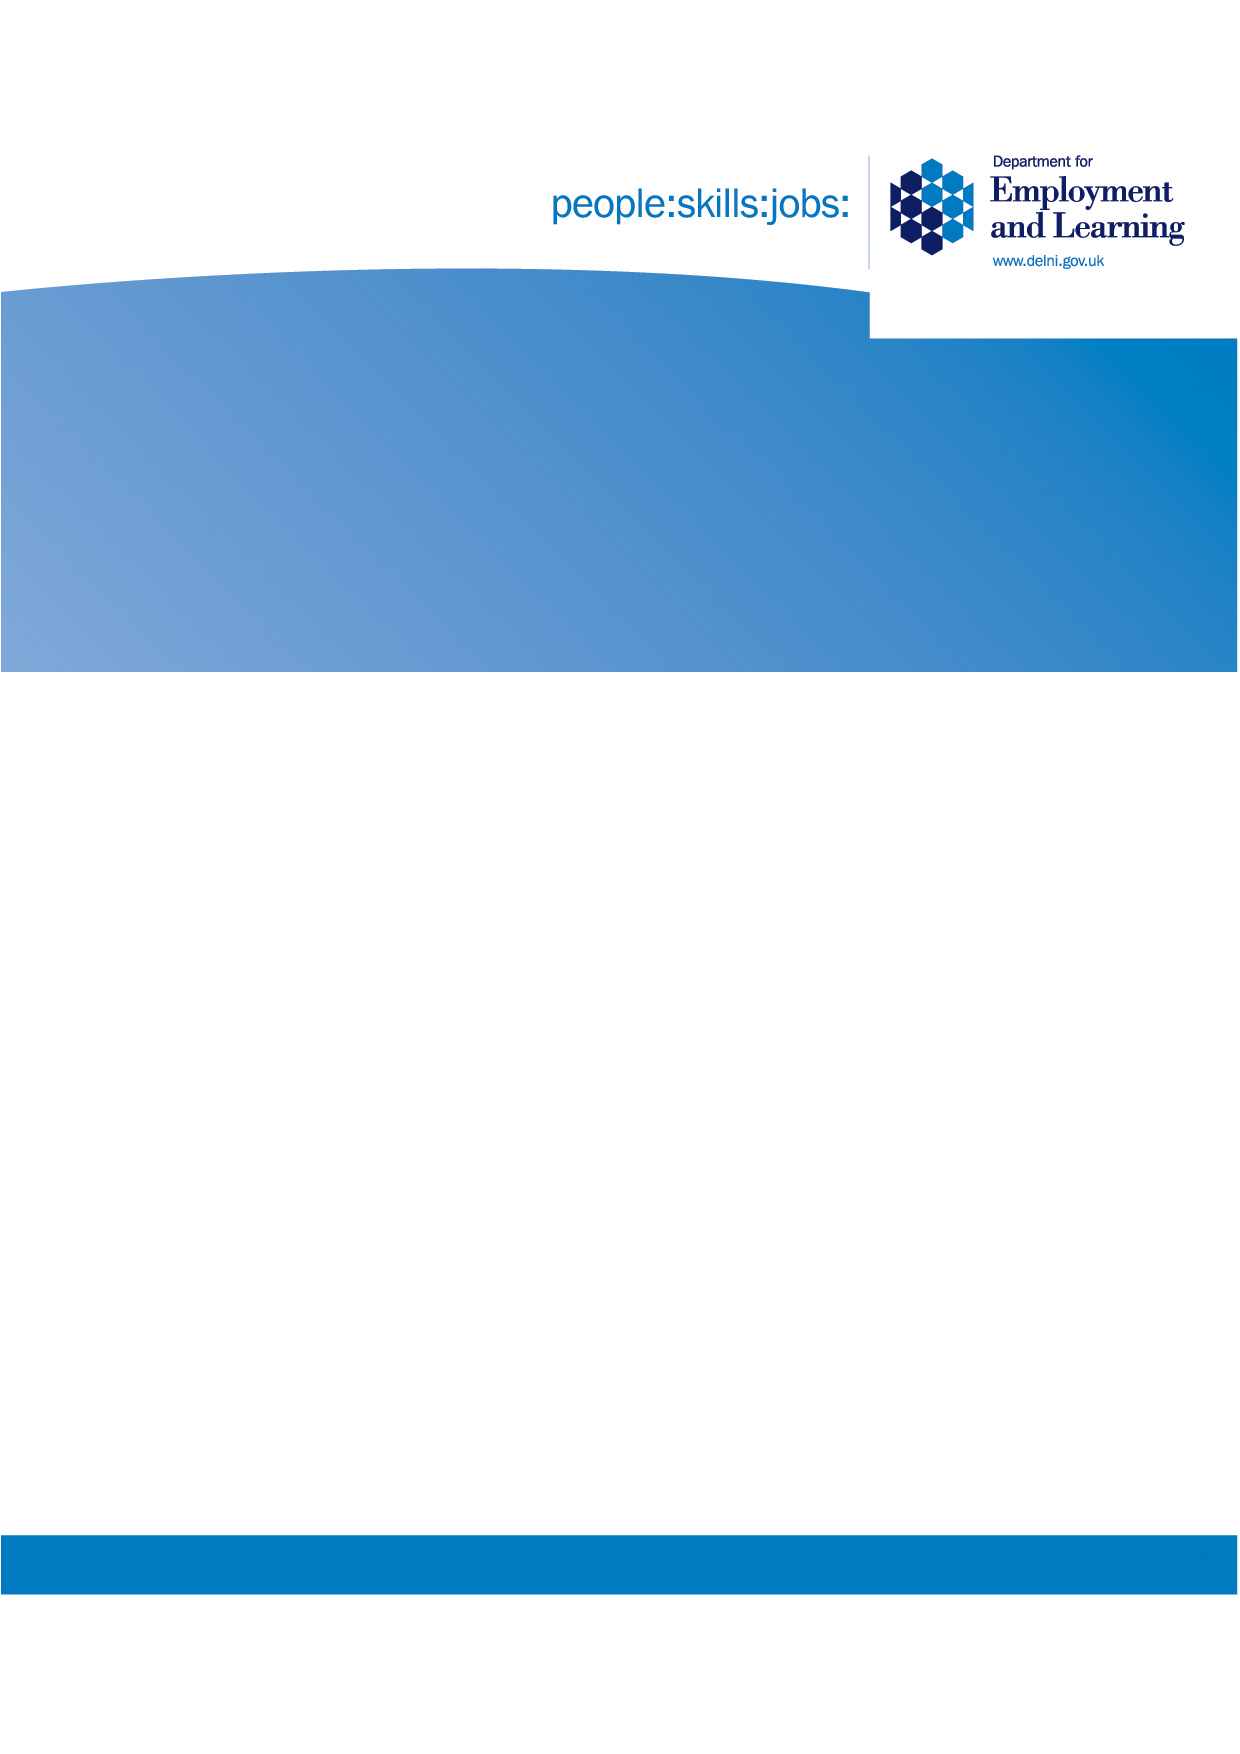 people:skills:jobs:
Department for
Employment
and Learning
www.delni.gov.uk